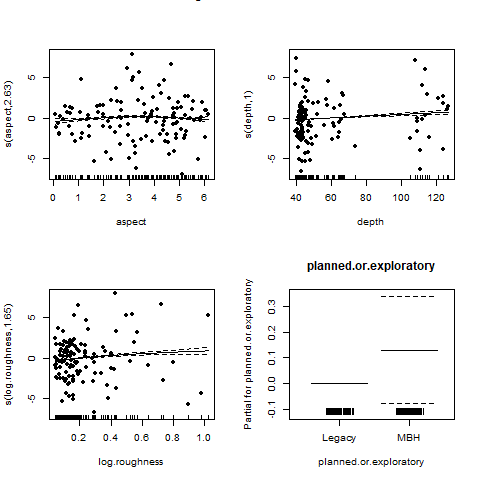 s(aspect,2.63)
5
0
-5
0 1 2 3 4 5 6
aspect
s(depth,1)
5
0
-5
40 60 80 100 120
depth
s(log.roughness,1.65)
5
0
-5
0.2 0.4 0.6 0.8 1.0
log.roughness
planned.or.exploratory
Partial for planned.or.exploratory
0.3
0.2
0.1
0.0
-0.1
Legacy MBH
planned.or.exploratory